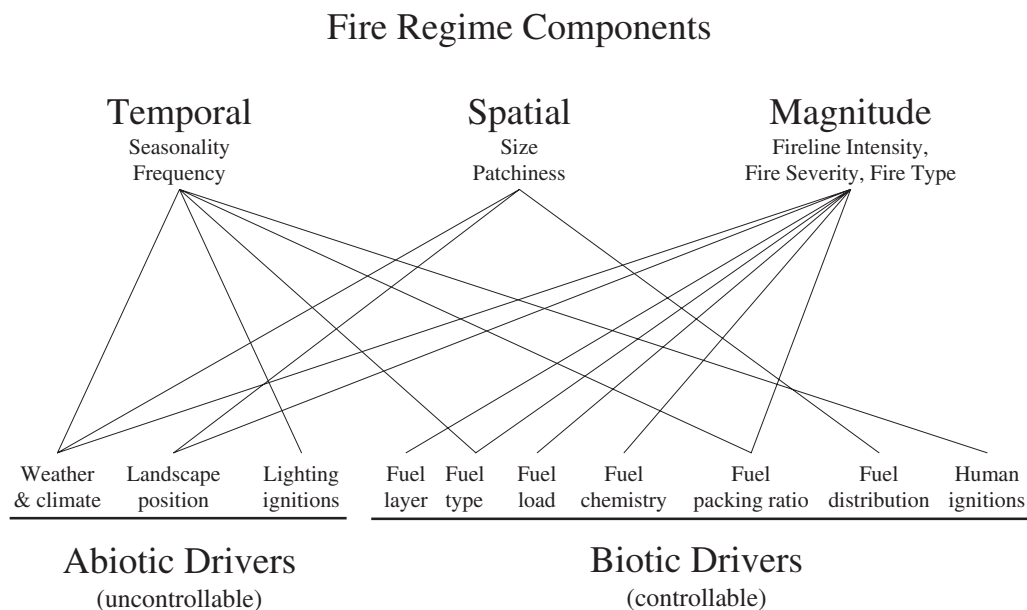 Fire Regime Components
Temporal
Seasonality
Frequency
Spatial
Size
Patchiness
Magnitude
Fireline Intensity,
Fire Severity, Fire Type
Weather
& climate
Landscape
position
Lighting
ignitions
Fuel
layer
Fuel
type
Fuel
load
Fuel
chemistry
Fuel
packing ratio
Fuel
distribution
Human
ignitions
Abiotic Drivers
(uncontrollable)
Biotic Drivers
(controllable)